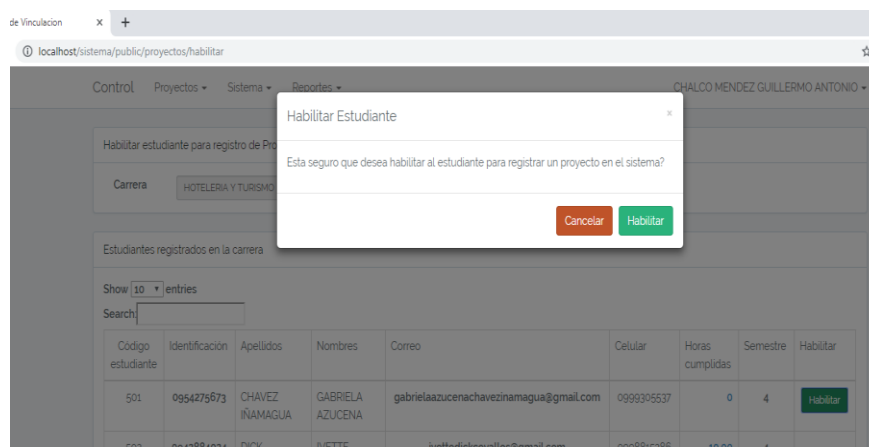 de Vinculacion × +
localhost/sistema/public/proyectos/habilitar
Control Proyectos Sistema Reportes CHALCO MENDEZ GUILLERMO ANTONIO
Habilitar Estudiante ×
Habilitar estudiante para registro de Pro
Esta seguro que desea habilitar al estudiante para registrar un proyecto en el sistema?
Carrera HOTELERIA Y TURISMO
Cancelar Habilitar
Estudiantes registrados en la carrera
Show 10 entries
Search:
Código estudiante Identificación Apellidos Nombres Correo Celular Horas cumplidas Semestre Habilitar
501 0954275673 CHAVEZ IÑAMAGUA GABRIELA AZUCENA gabrielaazucenachavezinamagua@gmail.com 0999305537 0 4 Habilitar
DICK IVETTE